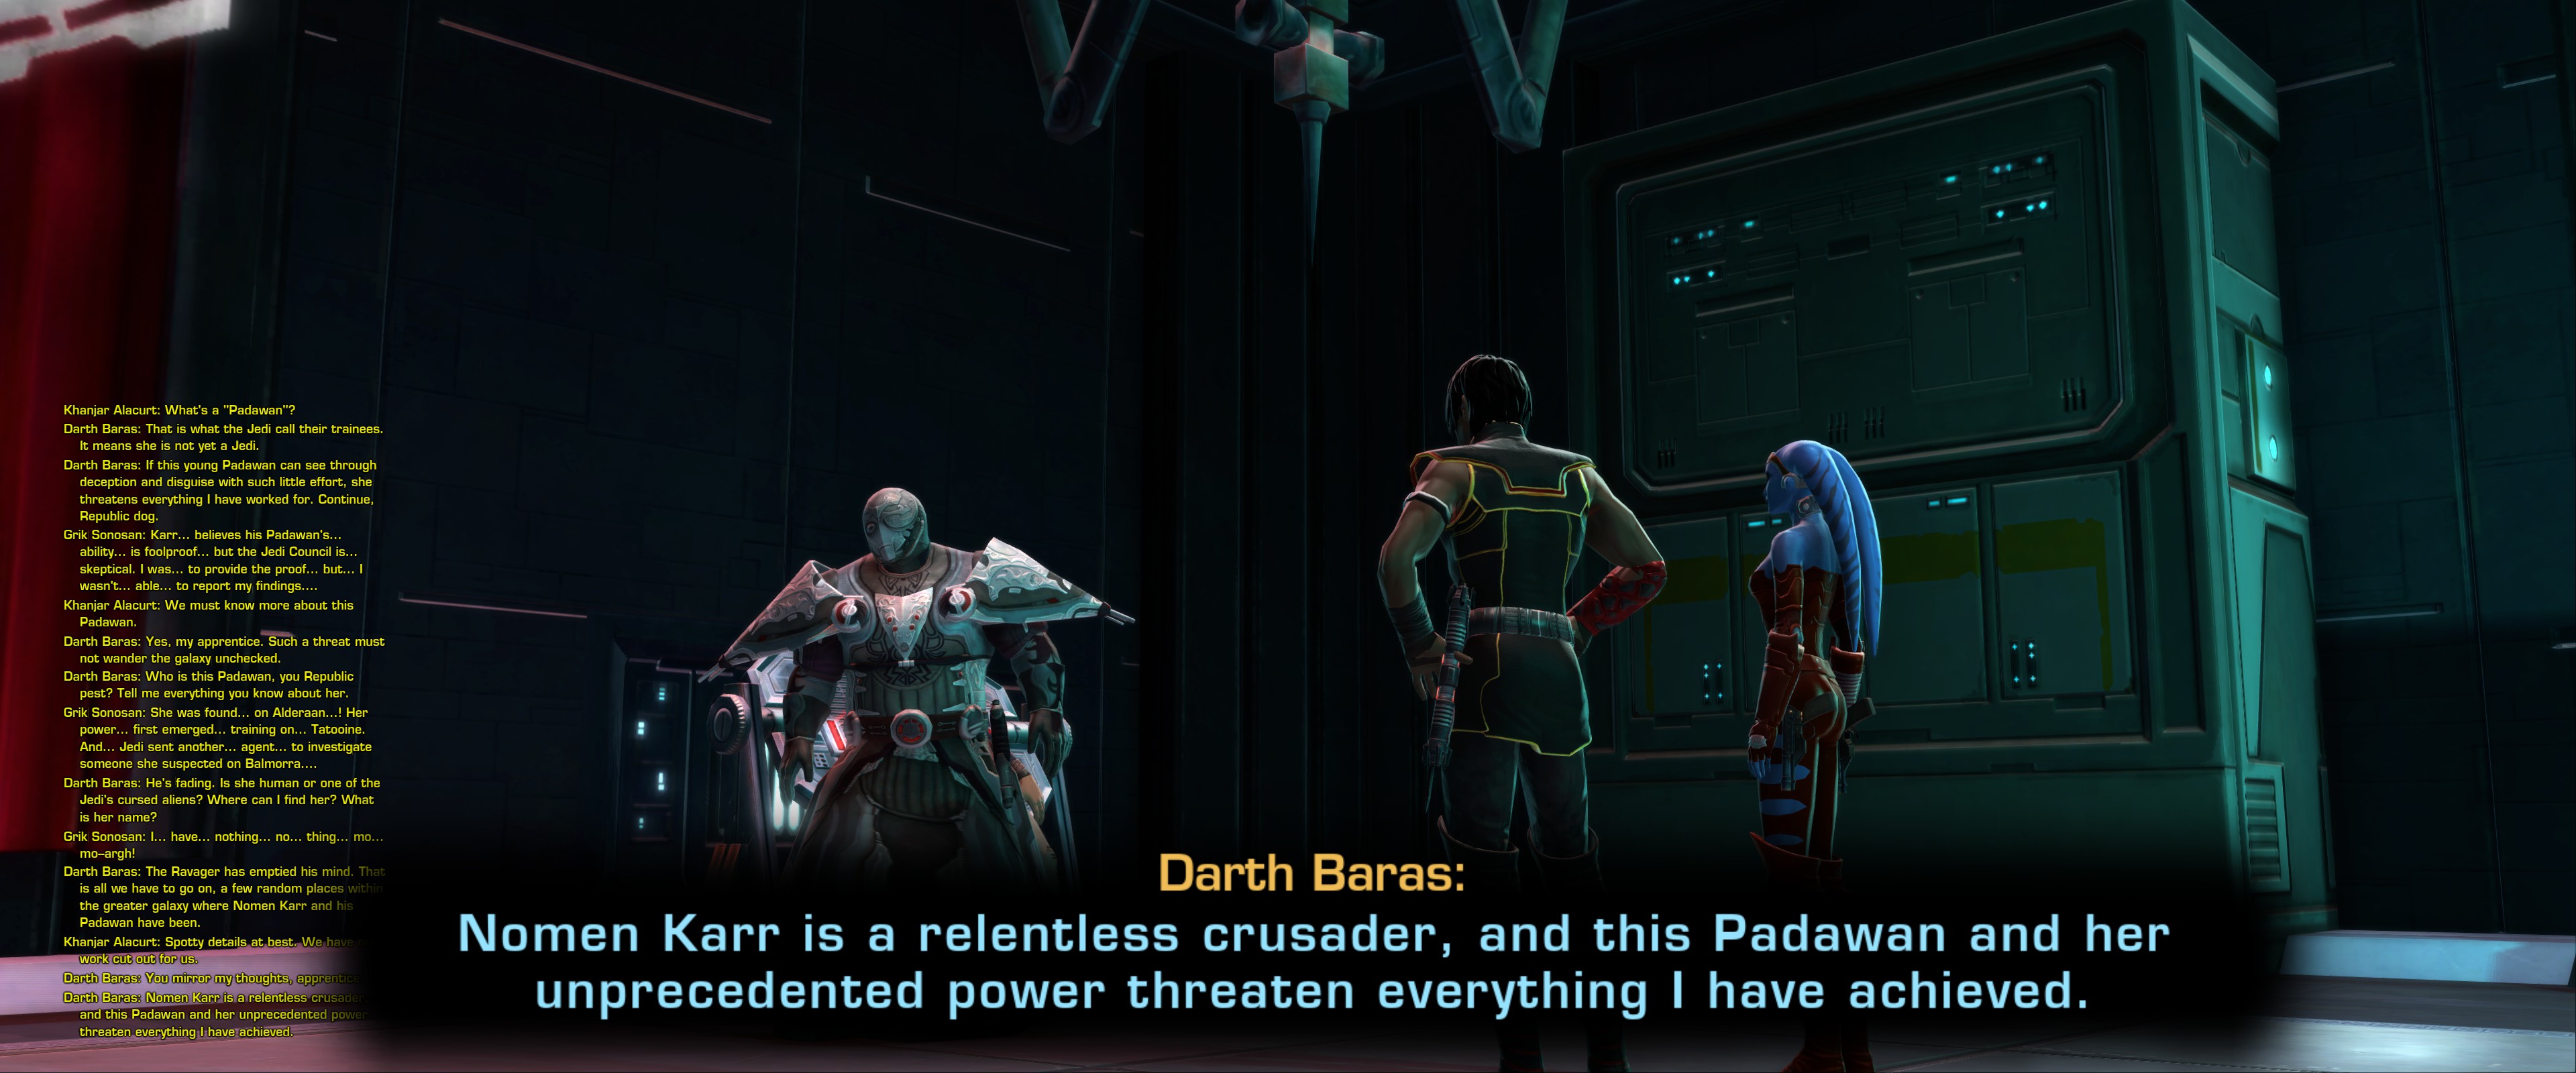 Khanjar Alacurt: What's a "Padawan"?
Darth Baras: That is what the Jedi call their trainees.
It means she is not yet a Jedi.
Darth Baras: If this young Padawan can see through
deception and disguise with such little effort, she
threatens everything I have worked for. Continue,
Republic dog.
Grik Sonosan: Karr... believes his Padawan's...
ability... is foolproof... but the Jedi Council is...
skeptical. I was... to provide the proof... but... I
wasn't... able... to report my findings....
Khanjar Alacurt: We must know more about this
Padawan.
Darth Baras: Yes, my apprentice. Such a threat must
not wander the galaxy unchecked.
Darth Baras: Who is this Padawan, you Republic
pest? Tell me everything you know about her.
Grik Sonosan: She was found... on Alderaan...! Her
power... first emerged... training on... Tatooine.
And... Jedi sent another... agent... to investigate
someone she suspected on Balmorra....
Darth Baras: He's fading. Is she human or one of the
Jedi's cursed aliens? Where can I find her? What
is her name?
Grik Sonosan: I... have... nothing... no... thing... mo...
mo–argh!
Darth Baras: The Ravager has emptied his mind. That
is all we have to go on, a few random places within
the greater galaxy where Nomen Karr and his
Padawan have been.
Khanjar Alacurt: Spotty details at best. We have
work cut out for us.
Darth Baras: You mirror my thoughts, apprentice
Darth Baras: Nomen Karr is a relentless crusader,
and this Padawan and her unprecedented power
threaten everything I have achieved.
Darth Baras:
Nomen Karr is a relentless crusader, and this Padawan and her
unprecedented power threaten everything I have achieved.